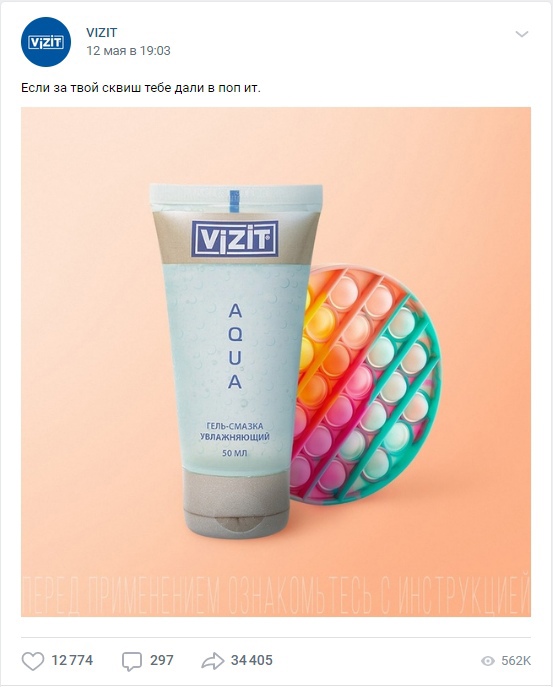 VIZIT
VIZIT
12 мая в 19:03
Если за твой сквиш тебе дали в поп ит.
VIZIT®
A
Q
U
A
ГЕЛЬ-СМАЗКА
УВЛАЖНЯЮЩИЙ
50 МЛ
ПЕРЕД ПРИМЕНЕНИЕМ ОЗНАКОМЬТЕСЬ С ИНСТРУКЦИЕЙ
12 774 297 34 405 562K